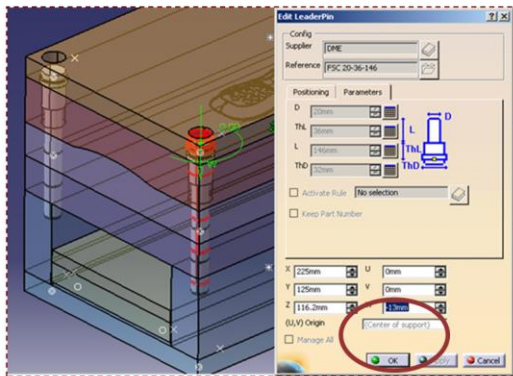 Edit LeaderPin
Config
Supplier DME
Reference FSC 20-36-146
Positioning Parameters
D 20mm
ThL 36mm
L 146mm
ThD 32mm
D
L
ThL
ThD
Activate Rule No selection
Keep Part Number
X 225mm U 0mm
Y 125mm V 0mm
Z 116.2mm -13mm
(U,V) Origin (Center of support)
Manage All
OK Apply Cancel